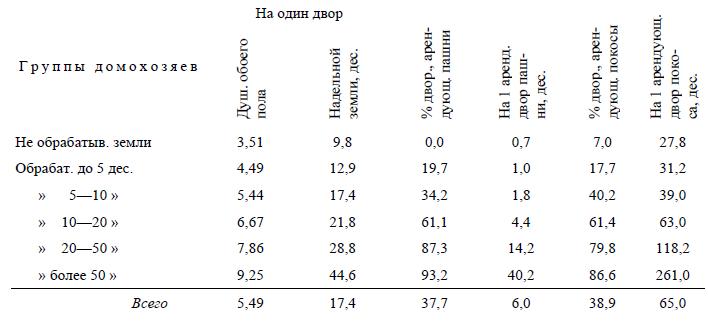 На один двор
Группы домохозяев
Душ. обоего пола
Надельной земли, дес.
% двор., арендующ. пашни
На 1 аренд. двор пашни, дес.
% двор., арендующ. покосы
На 1 арендующ. двор покоса, дес.
Не обрабатыв. земли 3,51 9,8 0,0 0,7 7,0 27,8
Обрабат. до 5 дес. 4,49 12,9 19,7 1,0 17,7 31,2
» 5—10 » 5,44 17,4 34,2 1,8 40,2 39,0
» 10—20 » 6,67 21,8 61,1 4,4 61,4 63,0
» 20—50 » 7,86 28,8 87,3 14,2 79,8 118,2
» более 50 » 9,25 44,6 93,2 40,2 86,6 261,0
Всего 5,49 17,4 37,7 6,0 38,9 65,0